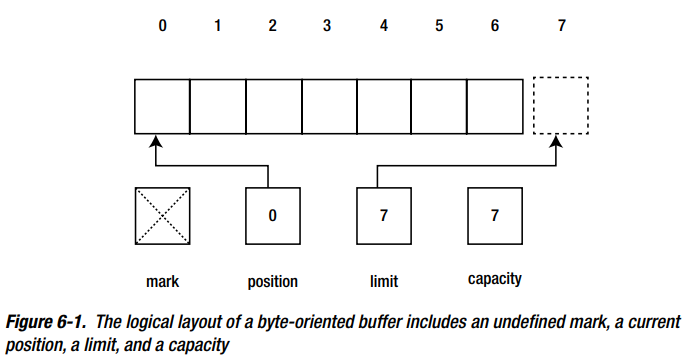 0 1 2 3 4 5 6 7
0 7 7
mark position limit capacity
Figure 6-1. The logical layout of a byte-oriented buffer includes an undefined mark, a current
position, a limit, and a capacity